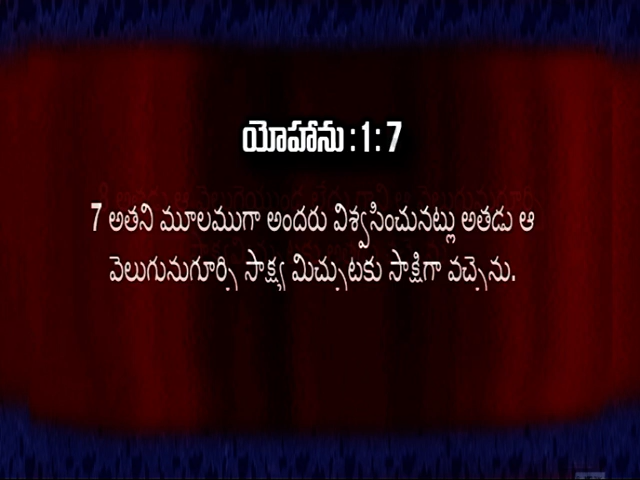 యోహాను : 1 : 7
7 అతని మూలముగా అందరు విశ్వసించునట్లు అతడు ఆ
వెలుగునుగూర్చి సాక్ష్య మిచ్చుటకు సాక్షిగా వచ్చెను.